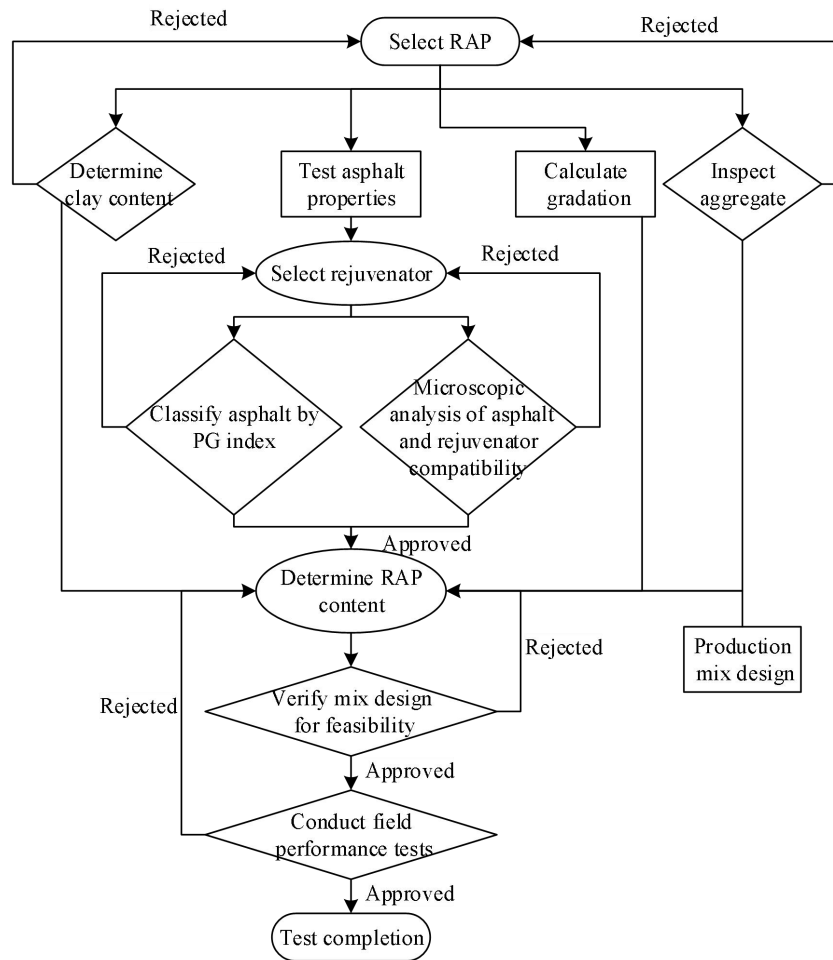 Rejected
Rejected
Select RAP
Determine
clay content
Test asphalt
properties
Calculate
gradation
Inspect
aggregate
Rejected
Rejected
Select rejuvenator
Classify asphalt by
PG index
Microscopic
analysis of asphalt
and rejuvenator
compatibility
Approved
Determine RAP
content
Rejected
Production
mix design
Rejected
Verify mix design
for feasibility
Approved
Conduct field
performance tests
Approved
Test completion